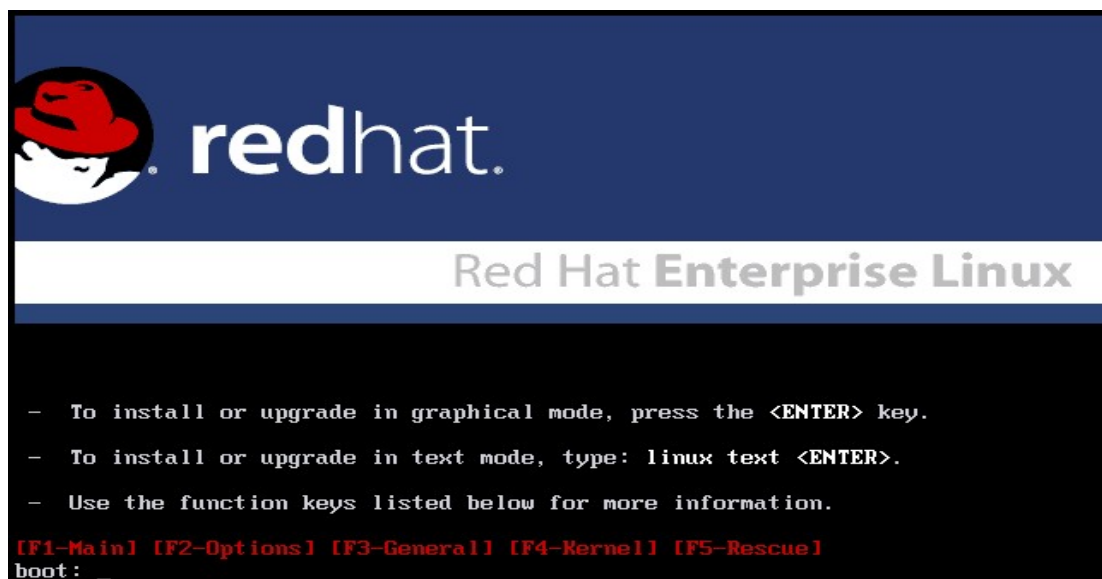 redhat.
Red Hat Enterprise Linux
- To install or upgrade in graphical mode, press the <ENTER> key.
- To install or upgrade in text mode, type: linux text <ENTER>.
- Use the function keys listed below for more information.
[F1-Main] [F2-Options] [F3-General] [F4-Kernel] [F5-Rescue]
boot: _